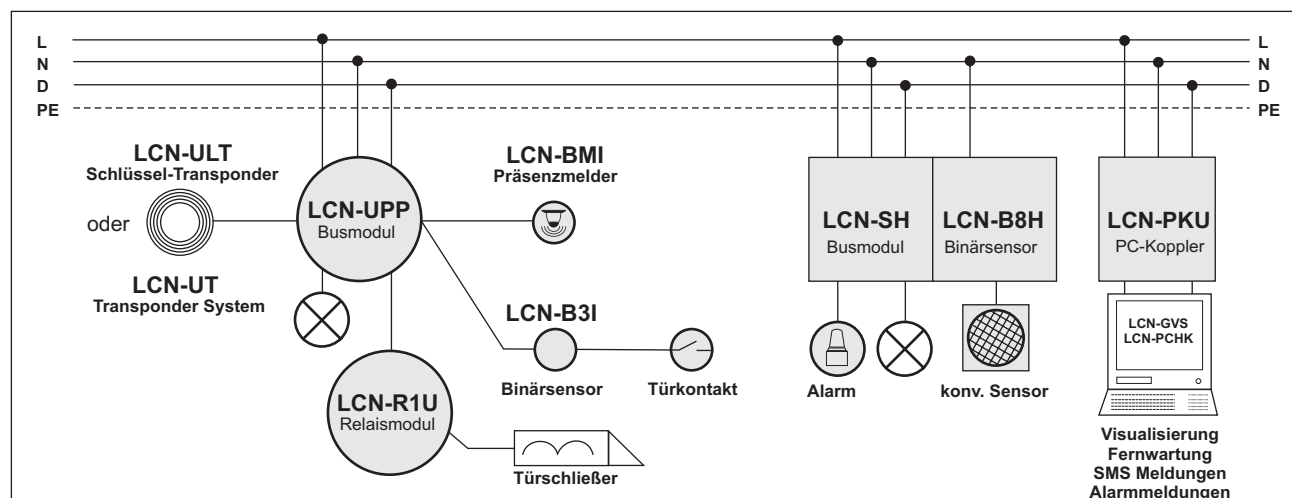 L
N
D
PE
L
N
D
PE
LCN-ULT
Schlüssel-Transponder
oder
LCN-UT
Transponder System
LCN-UPP
Busmodul
LCN-BMI
Präsenzmelder
LCN-B3I
Binärsensor
Türkontakt
LCN-R1U
Relaismodul
Türschließer
LCN-SH
Busmodul
LCN-B8H
Binärsensor
Alarm
konv. Sensor
LCN-PKU
PC-Koppler
LCN-GVS
LCN-PCHK
Visualisierung
Fernwartung
SMS Meldungen
Alarmmeldungen